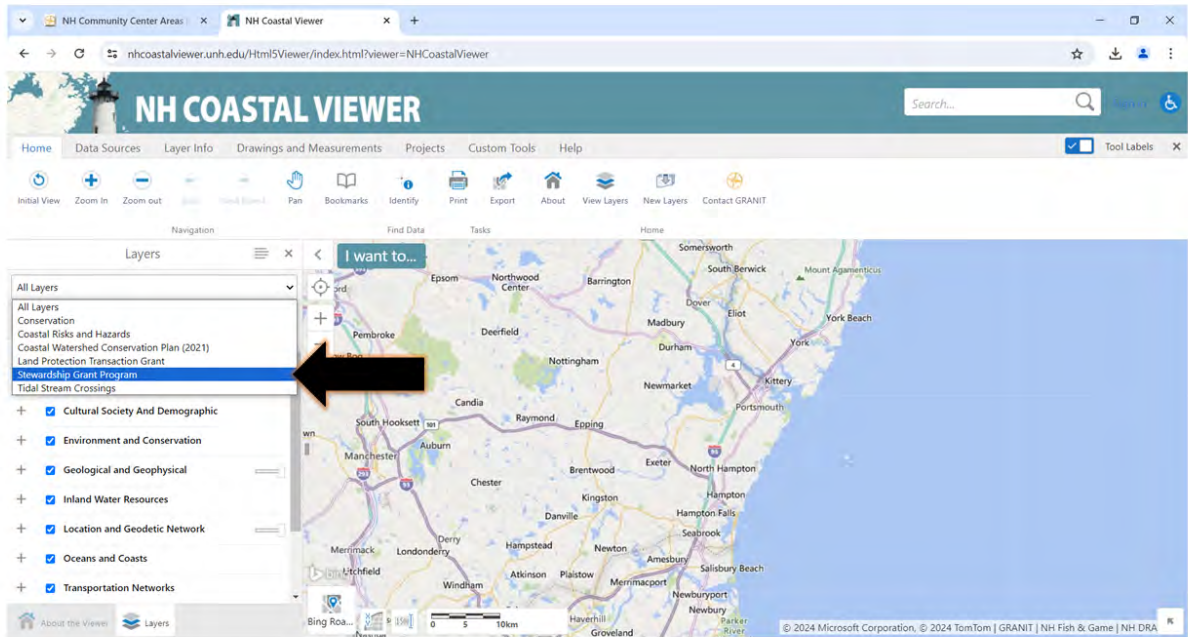 NH Community Center Areas
NH Coastal Viewer
nhcoastalviewer.unh.edu/Html5Viewer/index.html?viewer=NHCoastalViewer
NH COASTAL VIEWER
Search...
Home Data Sources Layer Info Drawings and Measurements Projects Custom Tools Help
Tool Labels
Initial View Zoom In Zoom out Pan Bookmarks Identify Print Export About View Layers New Layers Contact GRANIT
Navigation Find Data Tasks Home
Layers
I want to...
All Layers
All Layers
Conservation
Coastal Risks and Hazards
Coastal Watershed Conservation Plan (2021)
Land Protection Transaction Grant
Stewardship Grant Program
Tidal Stream Crossings
Cultural Society And Demographic
Environment and Conservation
Geological and Geophysical
Inland Water Resources
Location and Geodetic Network
Oceans and Coasts
Transportation Networks
About the Viewer Layers
Somersworth
South Berwick
Mount Agamenticus
Epsom
Northwood
Center
Barrington
Dover
Eliot
York Beach
Madbury
Pembroke
Deerfield
York
Durham
4
Nottingham
Kittery
Newmarket
Candia
Portsmouth
South Hooksett
101
Raymond
Epping
Auburn
Manchester
95
Exeter
North Hampton
293
93
Brentwood
Chester
Hampton
Kingston
Danville
Hampton Falls
Seabrook
Derry
Hampstead
Newton
Merrimack
Londonderry
Amesbury
Salisbury Beach
Litchfield
Atkinson
Plaistow
Merrimacport
Windham
Newburyport
Newbury
Bing Roa...
0 5 10km
Haverhill
Parker
River
Groveland
© 2024 Microsoft Corporation, © 2024 TomTom | GRANIT | NH Fish & Game | NH DRA